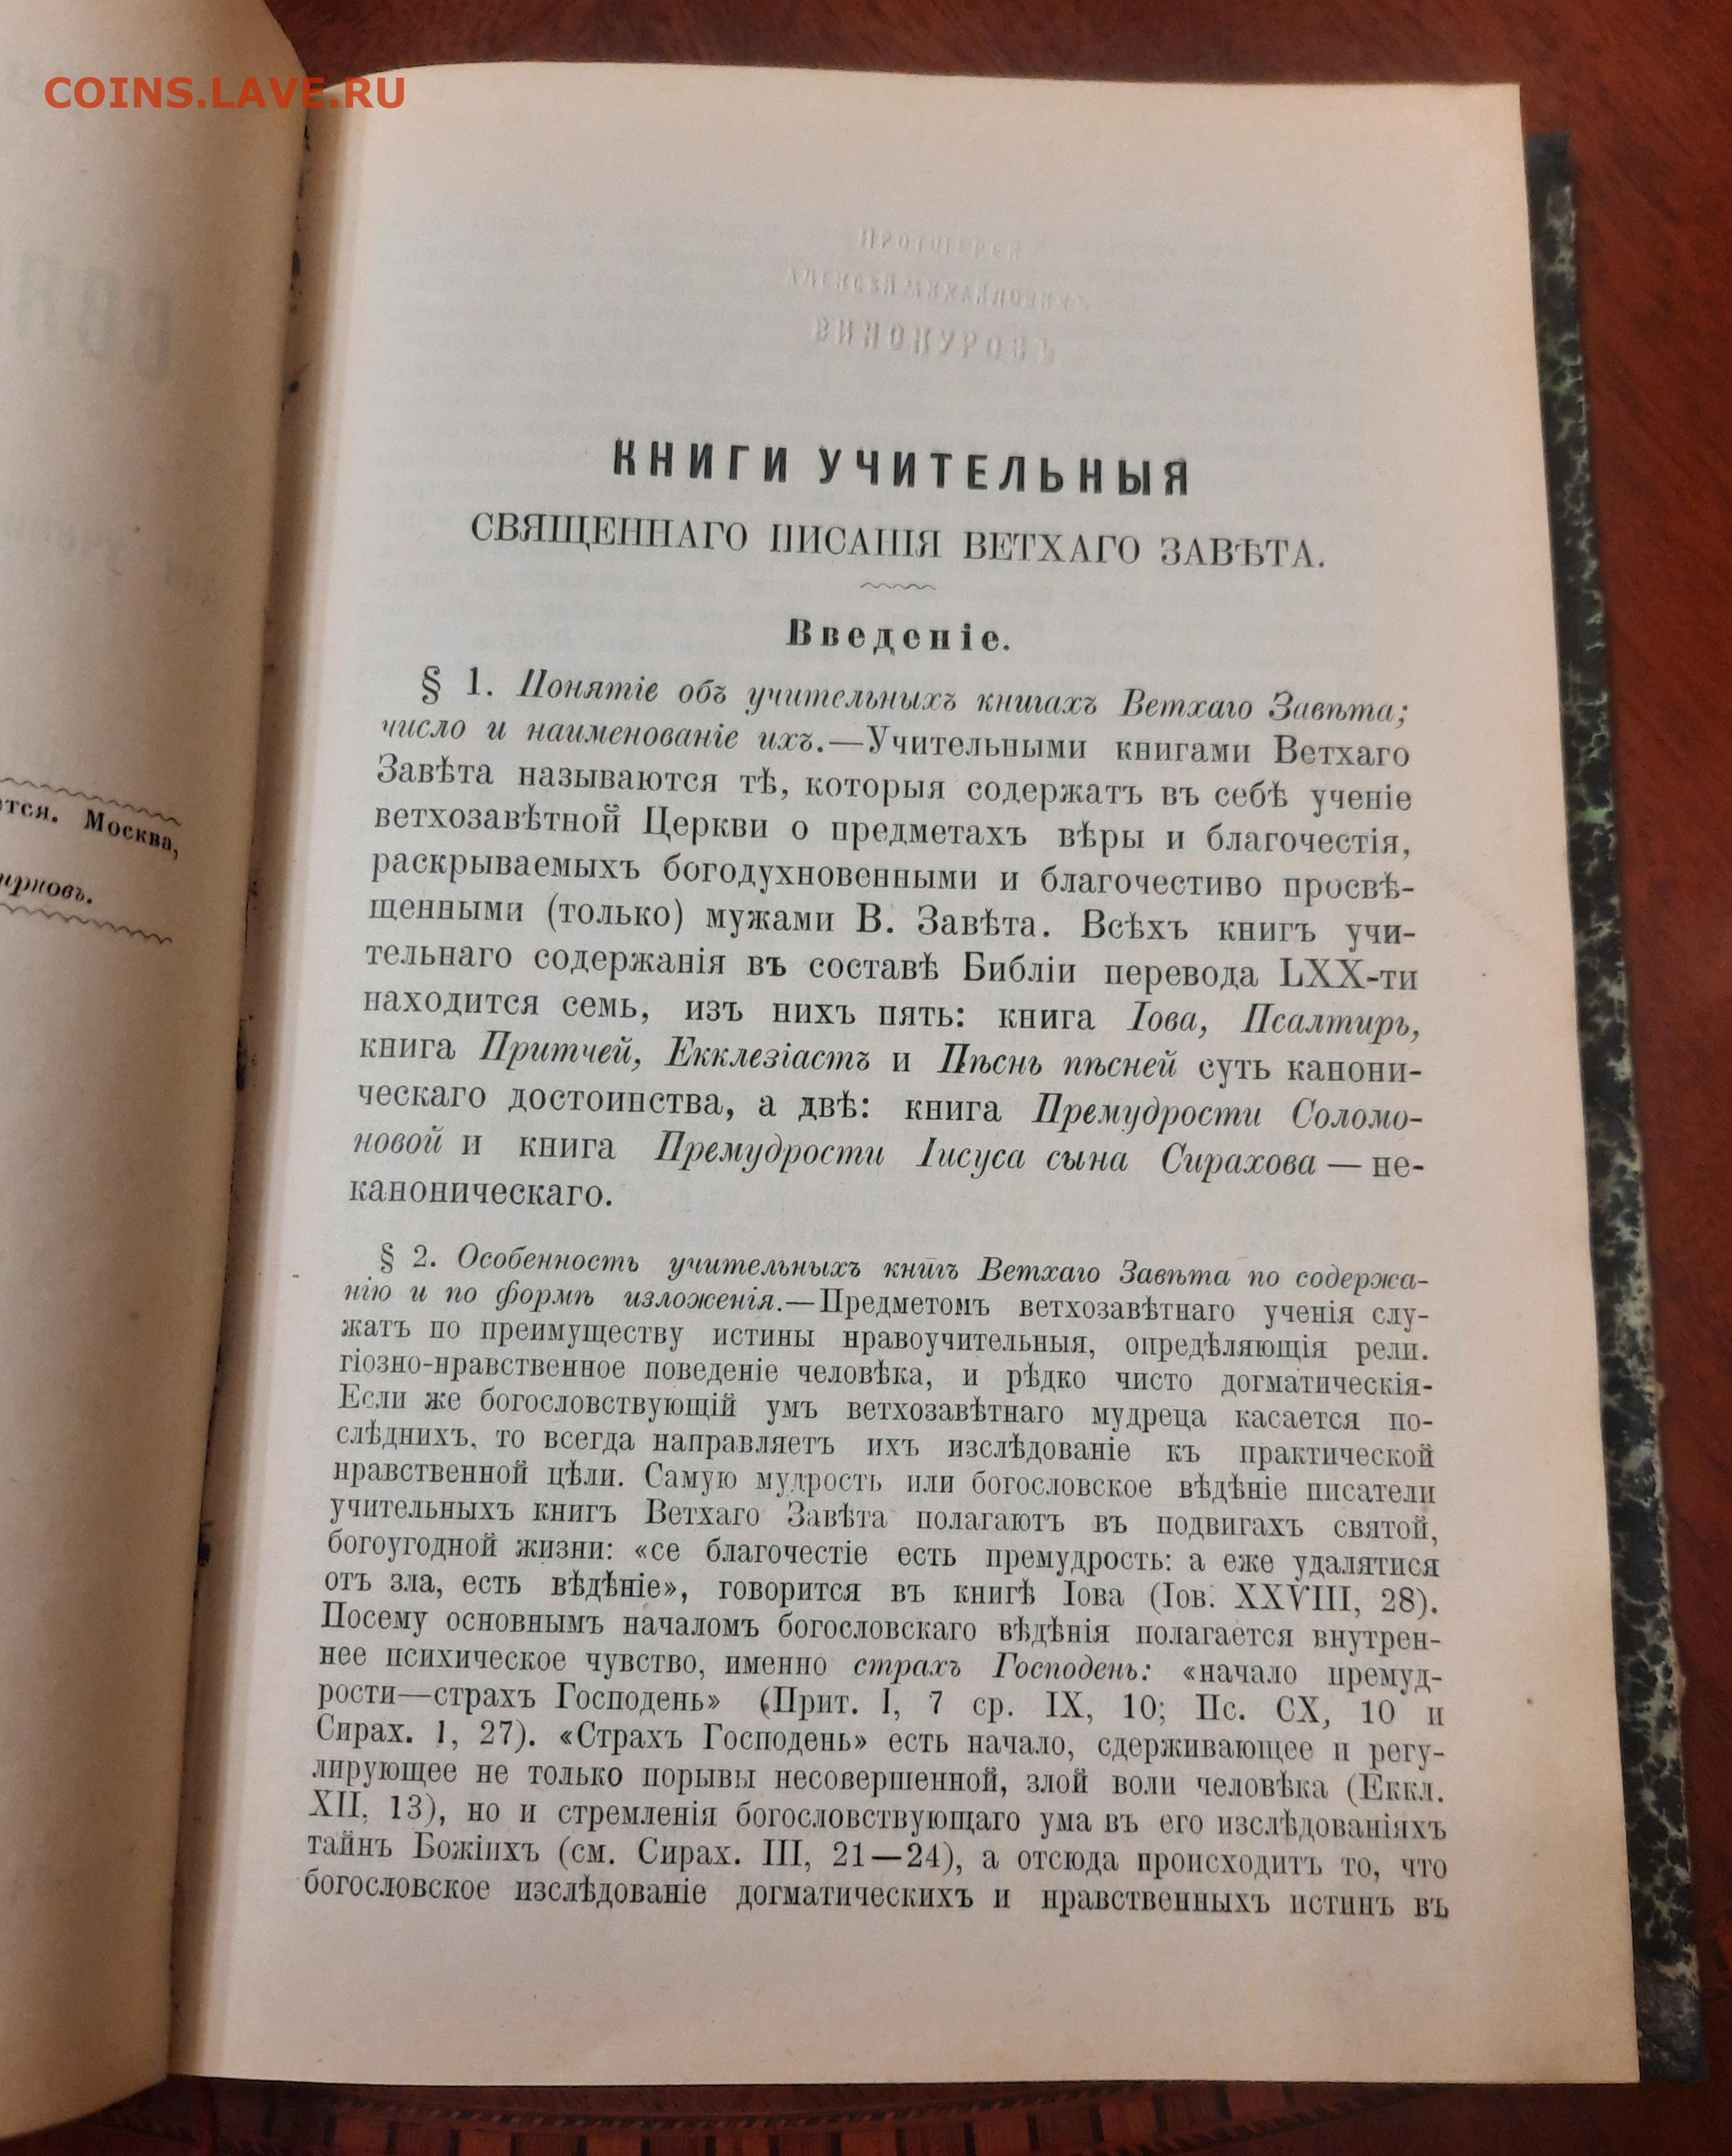 COINS.LAVE.RU
ется. Москва,
ирновъ.
Протоіерей
Алексѣй Михайловичъ
ВИНОКУРОВЪ
КНИГИ УЧИТЕЛЬНЫЯ
СВЯЩЕННАГО ПИСАНІЯ ВЕТХАГО ЗАВѢТА.
Введеніе.
§ 1. Понятіе объ учительныхъ книгахъ Ветхаго Завѣта;
число и наименованіе ихъ.—Учительными книгами Ветхаго
Завѣта называются тѣ, которыя содержатъ въ себѣ ученіе
ветхозавѣтной Церкви о предметахъ вѣры и благочестія,
раскрываемыхъ богодухновенными и благочестиво просвѣ-
щенными (только) мужами В. Завѣта. Всѣхъ книгъ учи-
тельнаго содержанія въ составѣ Библіи перевода LXX-ти
находится семь, изъ нихъ пять: книга Іова, Псалтирь,
книга Притчей, Екклезіастъ и Пѣснь пѣсней суть канони-
ческаго достоинства, а двѣ: книга Премудрости Соломо-
новой и книга Премудрости Іисуса сына Сирахова — не-
каноническаго.
§ 2. Особенность учительныхъ книгъ Ветхаго Завѣта по содержа-
нію и по формѣ изложенія.—Предметомъ ветхозавѣтнаго ученія слу-
жатъ по преимуществу истины нравоучительныя, опредѣляющія рели.
гіозно-нравственное поведеніе человѣка, и рѣдко чисто догматическія-
Если же богословствующій умъ ветхозавѣтнаго мудреца касается по-
слѣднихъ, то всегда направляетъ ихъ изслѣдованіе къ практической
нравственной цѣли. Самую мудрость или богословское вѣдѣніе писатели
учительныхъ книгъ Ветхаго Завѣта полагаютъ въ подвигахъ святой,
богоугодной жизни: «се благочестіе есть премудрость: а еже удалятися
отъ зла, есть вѣдѣніе», говорится въ книгѣ Іова (Іов. XXVIII, 28).
Посему основнымъ началомъ богословскаго вѣдѣнія полагается внутрен-
нее психическое чувство, именно страхъ Господень: «начало премуд-
рости—страхъ Господень» (Прит. I, 7 ср. IX, 10; Пс. CX, 10 и
Сирах. 1, 27). «Страхъ Господень» есть начало, сдерживающее и регу-
лирующее не только порывы несовершенной, злой воли человѣка (Еккл.
XII, 13), но и стремленія богословствующаго ума въ его изслѣдованіяхъ
тайнъ Божіихъ (см. Сирах. III, 21—24), а отсюда происходитъ то, что
богословское изслѣдованіе догматическихъ и нравственныхъ истинъ въ